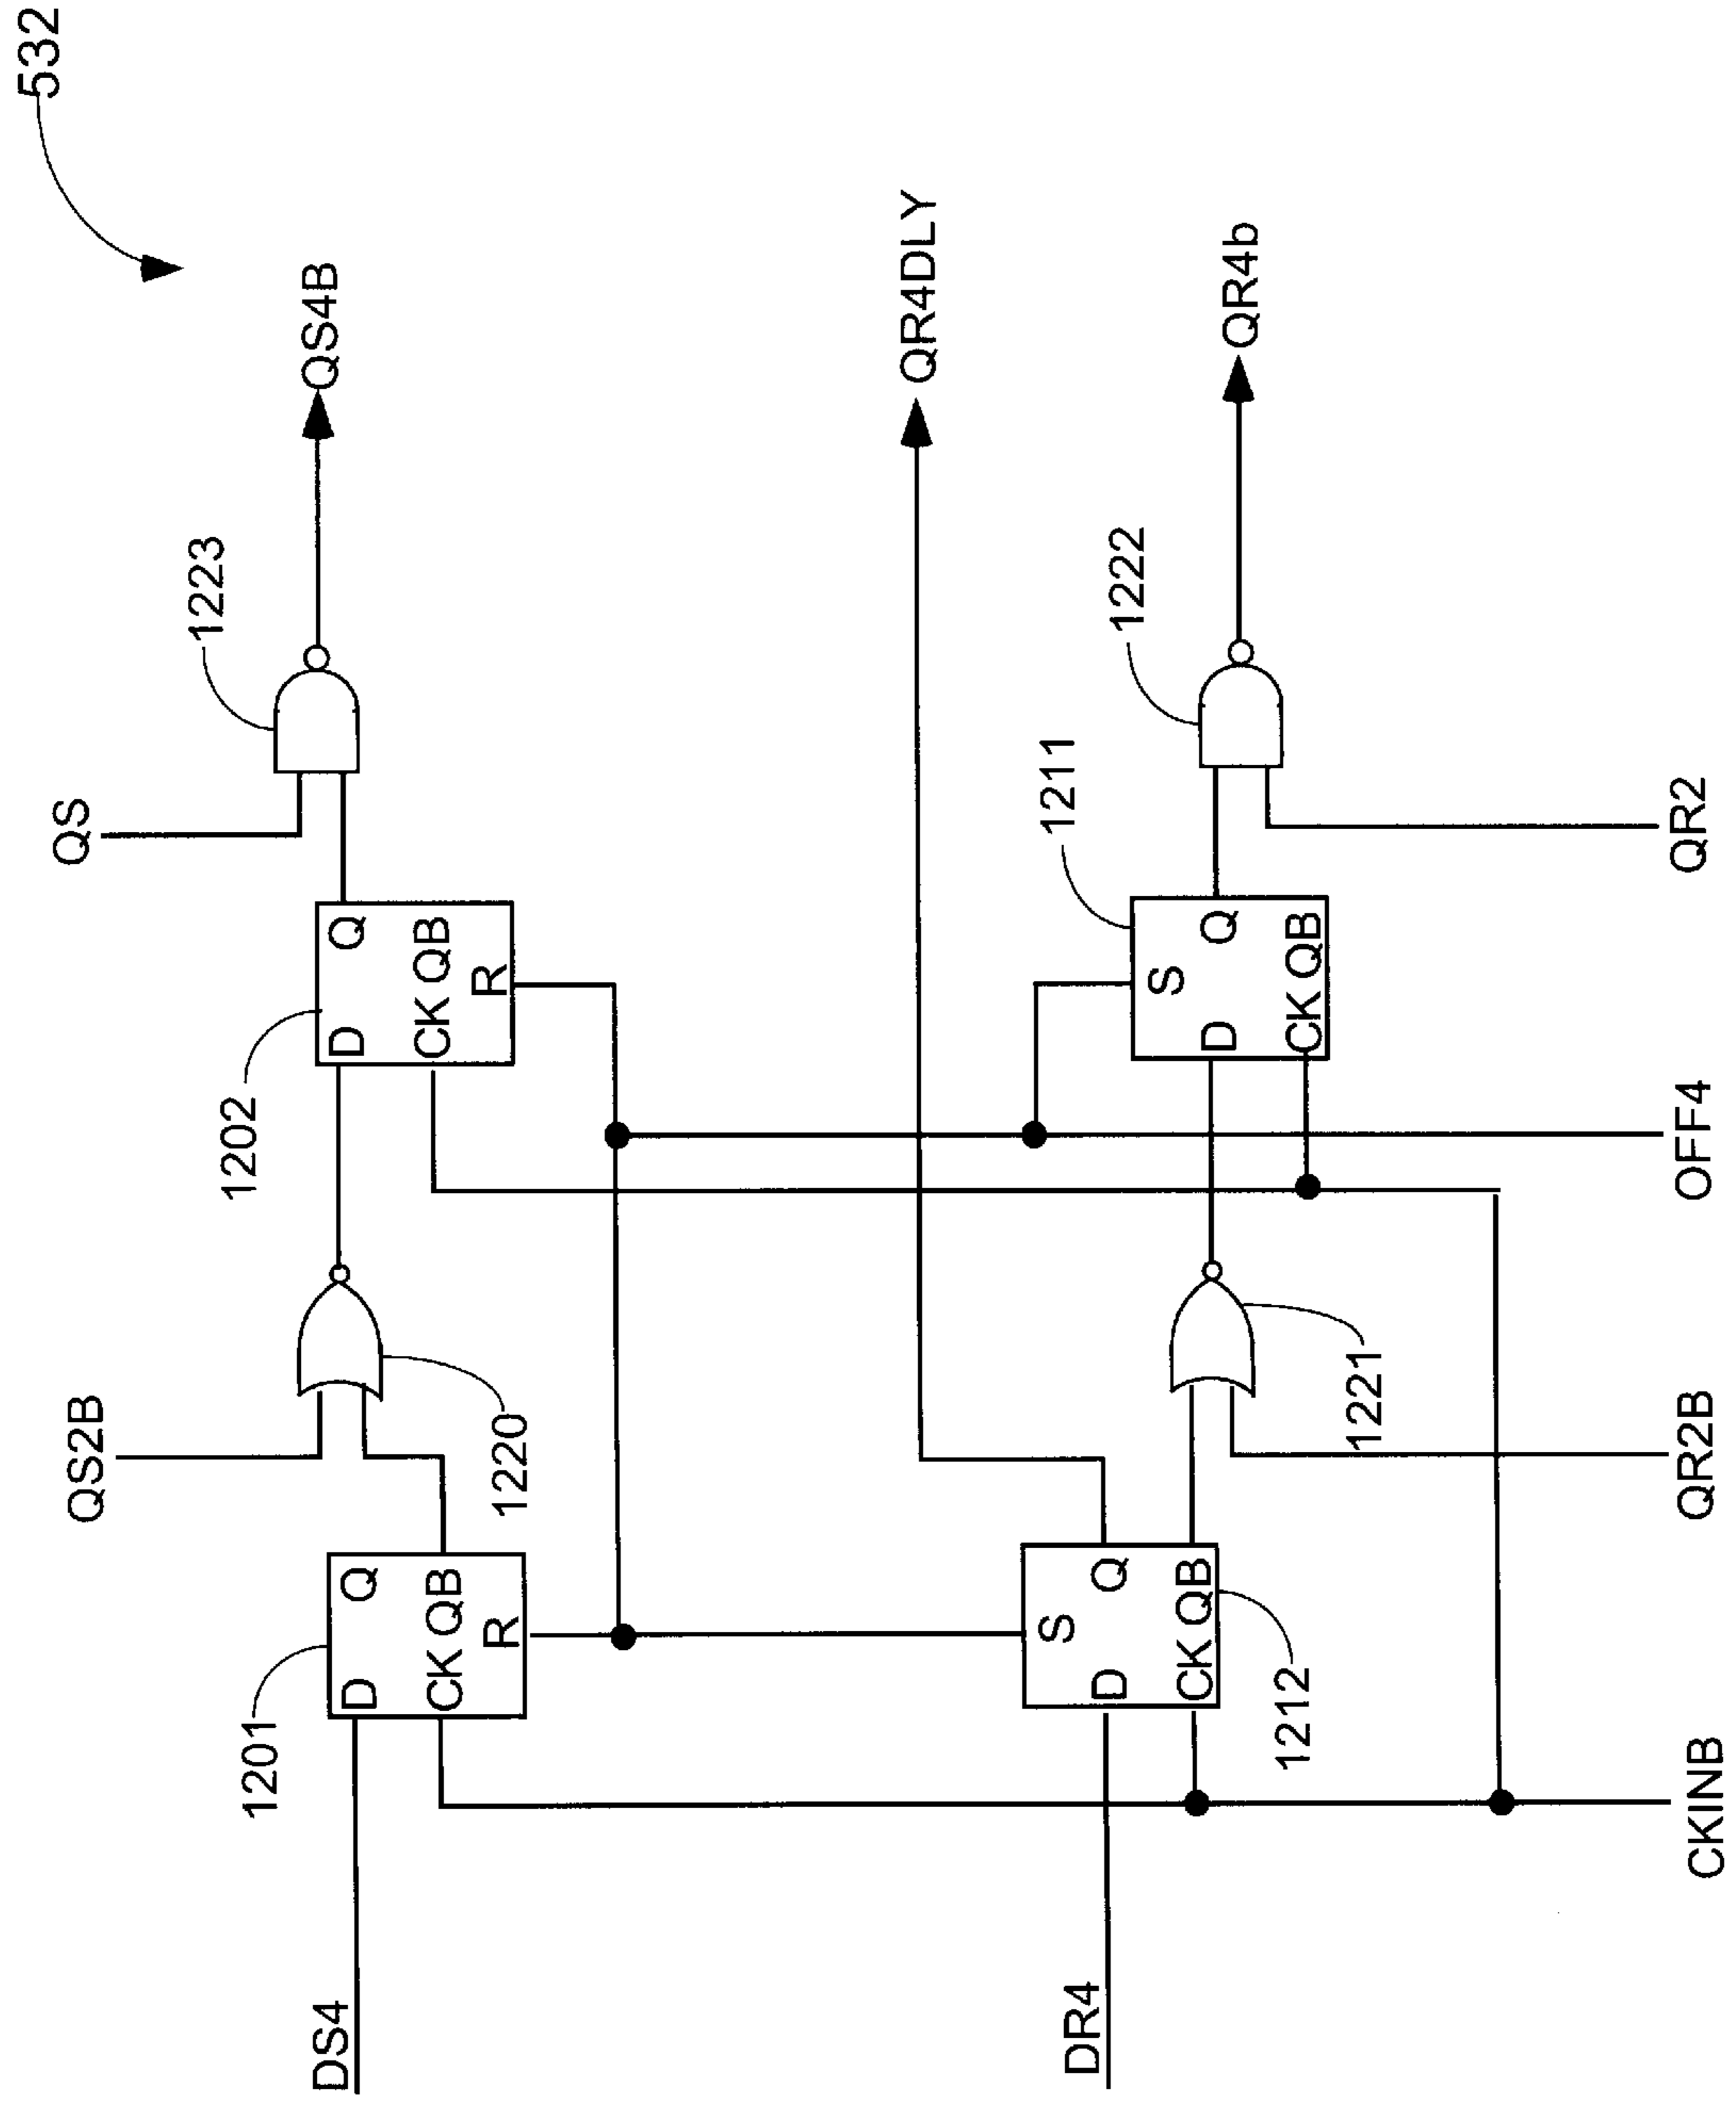 532
QS4B
QR4DLY
QR4b
1223
1222
QS
1211
QR2
Q
D
CK QB
R
1202
S
Q
D
CK QB
OFF4
QS2B
1220
1221
QR2B
D
Q
CK QB
R
1201
S
D
Q
CK QB
1212
CKINB
DS4
DR4